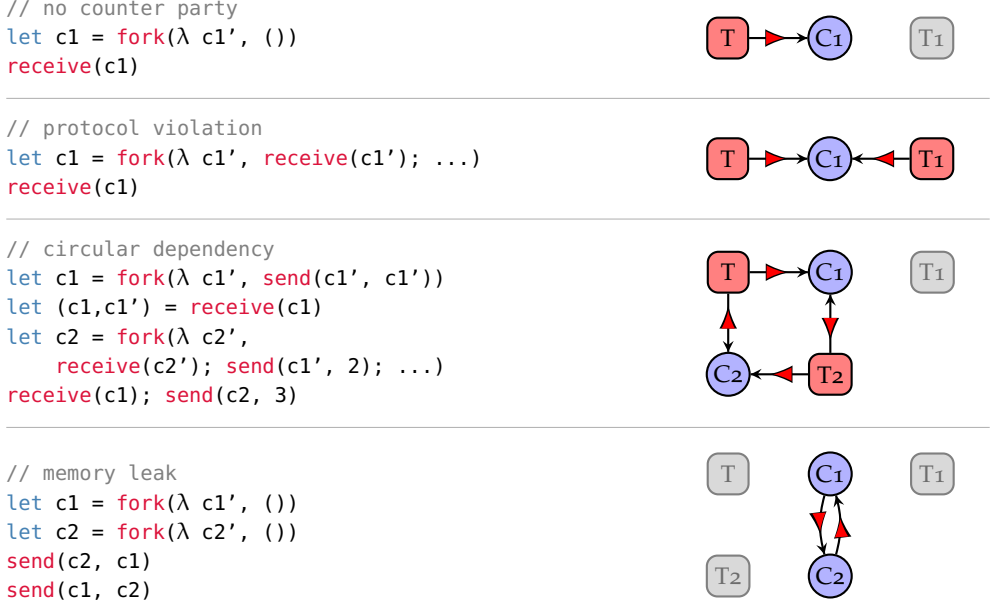 // no counter party
let c1 = fork(λ c1', ())
receive(c1)
T C1 T1
// protocol violation
let c1 = fork(λ c1', receive(c1'); ...)
receive(c1)
T C1 T1
// circular dependency
let c1 = fork(λ c1', send(c1', c1'))
let (c1,c1') = receive(c1)
let c2 = fork(λ c2',
receive(c2'); send(c1', 2); ...)
receive(c1); send(c2, 3)
T C1 T1
C2 T2
// memory leak
let c1 = fork(λ c1', ())
let c2 = fork(λ c2', ())
send(c2, c1)
send(c1, c2)
T C1 T1
T2 C2